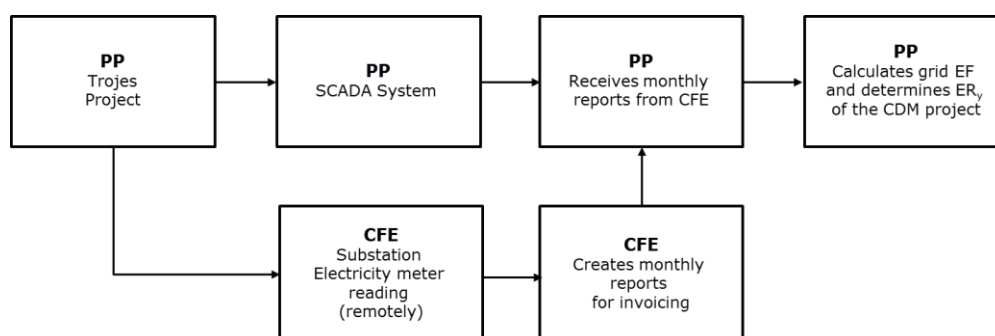 PP
Trojes
Project
PP
SCADA System
PP
Receives monthly
reports from CFE
PP
Calculates grid EF
and determines ERy
of the CDM project
CFE
Substation
Electricity meter
reading
(remotely)
CFE
Creates monthly
reports
for invoicing